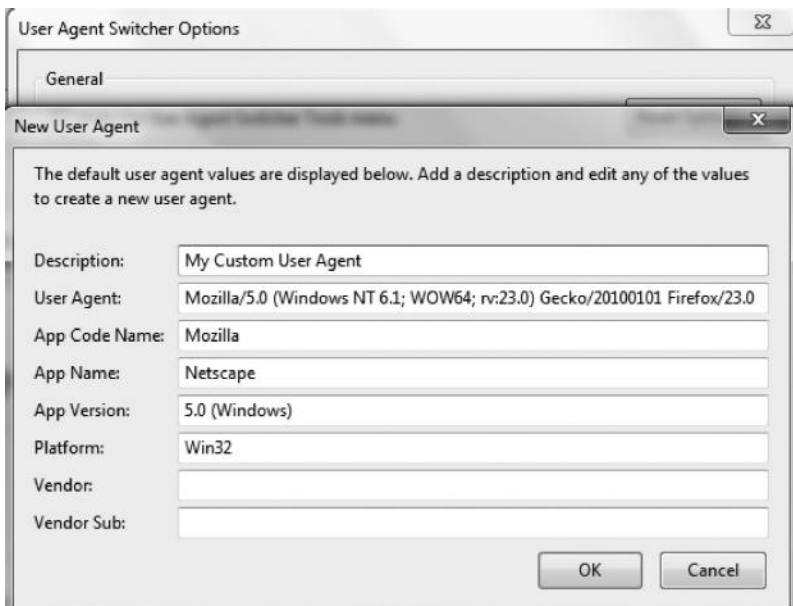 User Agent Switcher Options
General
New User Agent
The default user agent values are displayed below. Add a description and edit any of the values
to create a new user agent.
Description: My Custom User Agent
User Agent: Mozilla/5.0 (Windows NT 6.1; WOW64; rv:23.0) Gecko/20100101 Firefox/23.0
App Code Name: Mozilla
App Name: Netscape
App Version: 5.0 (Windows)
Platform: Win32
Vendor:
Vendor Sub:
OK Cancel